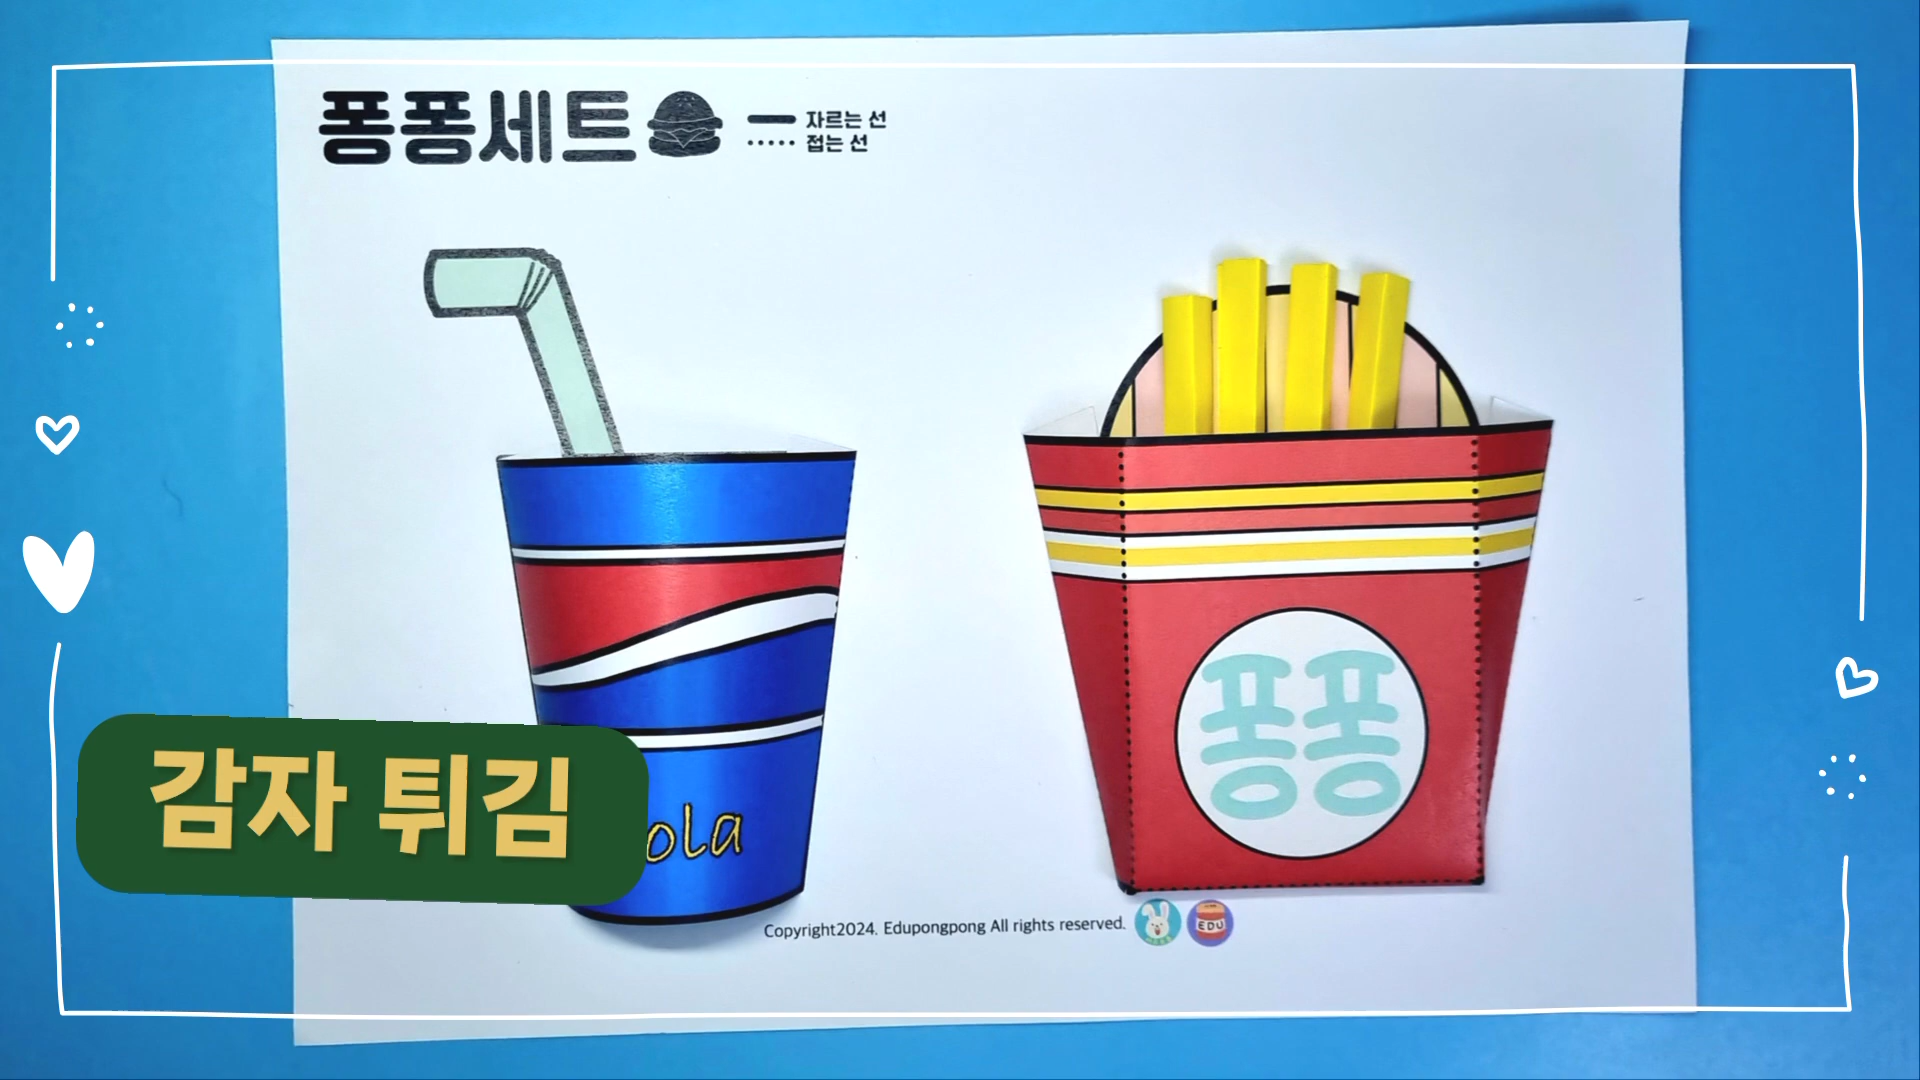 퐁퐁세트
자르는 선
접는 선
퐁퐁
감자 튀김
ola
Copyright2024. Edupongpong All rights reserved.
EDU